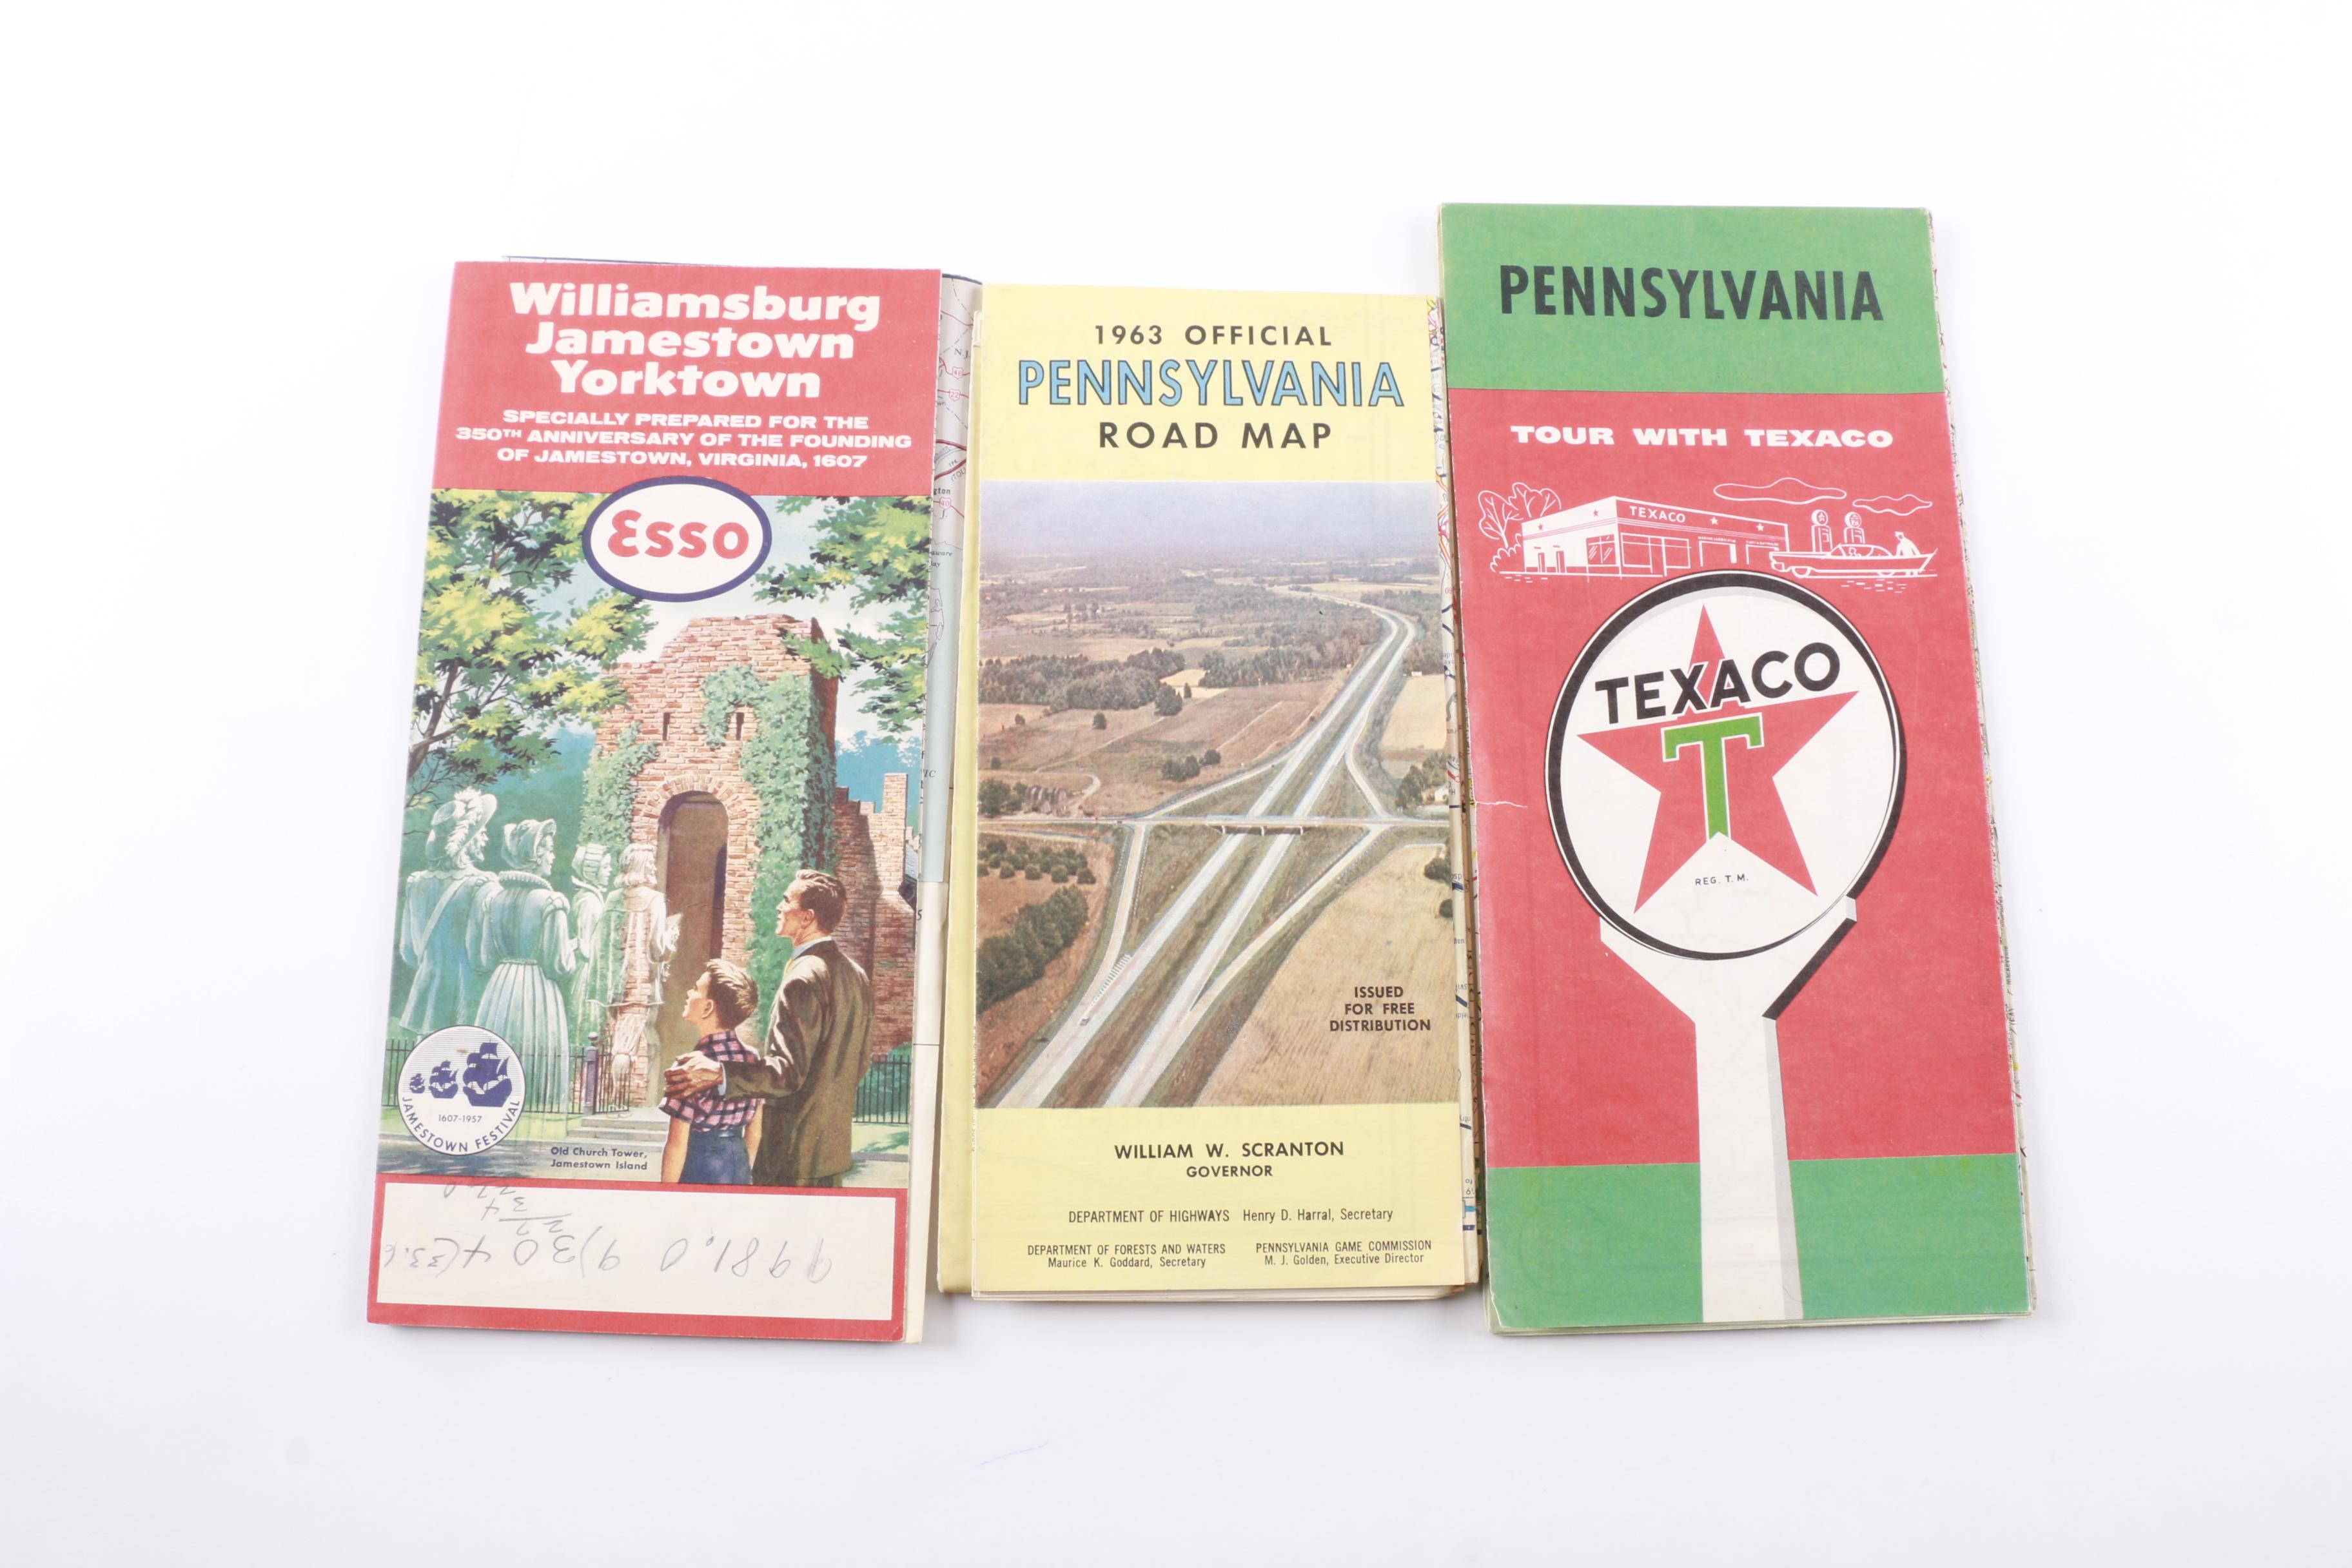 Williamsburg
Jamestown
Yorktown
SPECIALLY PREPARED FOR THE
350TH ANNIVERSARY OF THE FOUNDING
OF JAMESTOWN, VIRGINIA, 1607
Esso
1607-1957
JAMESTOWN FESTIVAL
Old Church Tower,
Jamestown Island
1963 OFFICIAL
PENNSYLVANIA
ROAD MAP
ISSUED
FOR FREE
DISTRIBUTION
WILLIAM W. SCRANTON
GOVERNOR
DEPARTMENT OF HIGHWAYS Henry D. Harral, Secretary
DEPARTMENT OF FORESTS AND WATERS
Maurice K. Goddard, Secretary
PENNSYLVANIA GAME COMMISSION
M. J. Golden, Executive Director
PENNSYLVANIA
TOUR WITH TEXACO
TEXACO
TEXACO
T
REG. T. M.